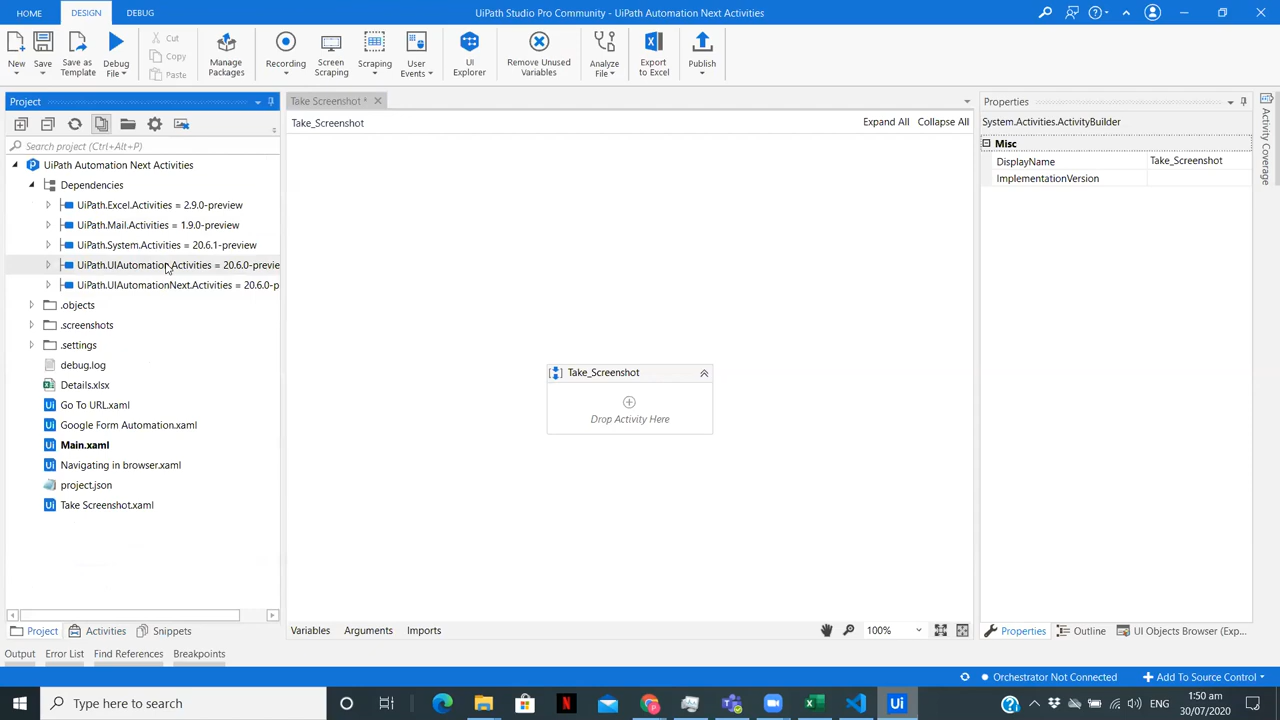 HOME DESIGN DEBUG UiPath Studio Pro Community - UiPath Automation Next Activities
New Save Save as Template Debug File Cut Copy Paste Manage Packages Recording Screen Scraping Scraping User Events UI Explorer Remove Unused Variables Analyze File Export to Excel Publish
Project
Take Screenshot *
Properties
Take_Screenshot
Expand All Collapse All
System.Activities.ActivityBuilder
Search project (Ctrl+Alt+P)
Misc
DisplayName Take_Screenshot
ImplementationVersion
Activity Coverage
UiPath Automation Next Activities
Dependencies
UiPath.Excel.Activities = 2.9.0-preview
UiPath.Mail.Activities = 1.9.0-preview
UiPath.System.Activities = 20.6.1-preview
UiPath.UIAutomation.Activities = 20.6.0-previe
UiPath.UIAutomationNext.Activities = 20.6.0-p
.objects
.screenshots
.settings
debug.log
Details.xlsx
Go To URL.xaml
Google Form Automation.xaml
Main.xaml
Navigating in browser.xaml
project.json
Take Screenshot.xaml
Take_Screenshot
Drop Activity Here
Project Activities Snippets
Variables Arguments Imports 100%
Properties Outline UI Objects Browser (Exp...
Output Error List Find References Breakpoints
Orchestrator Not Connected Add To Source Control
Type here to search
Ui
ENG
1:50 am
30/07/2020